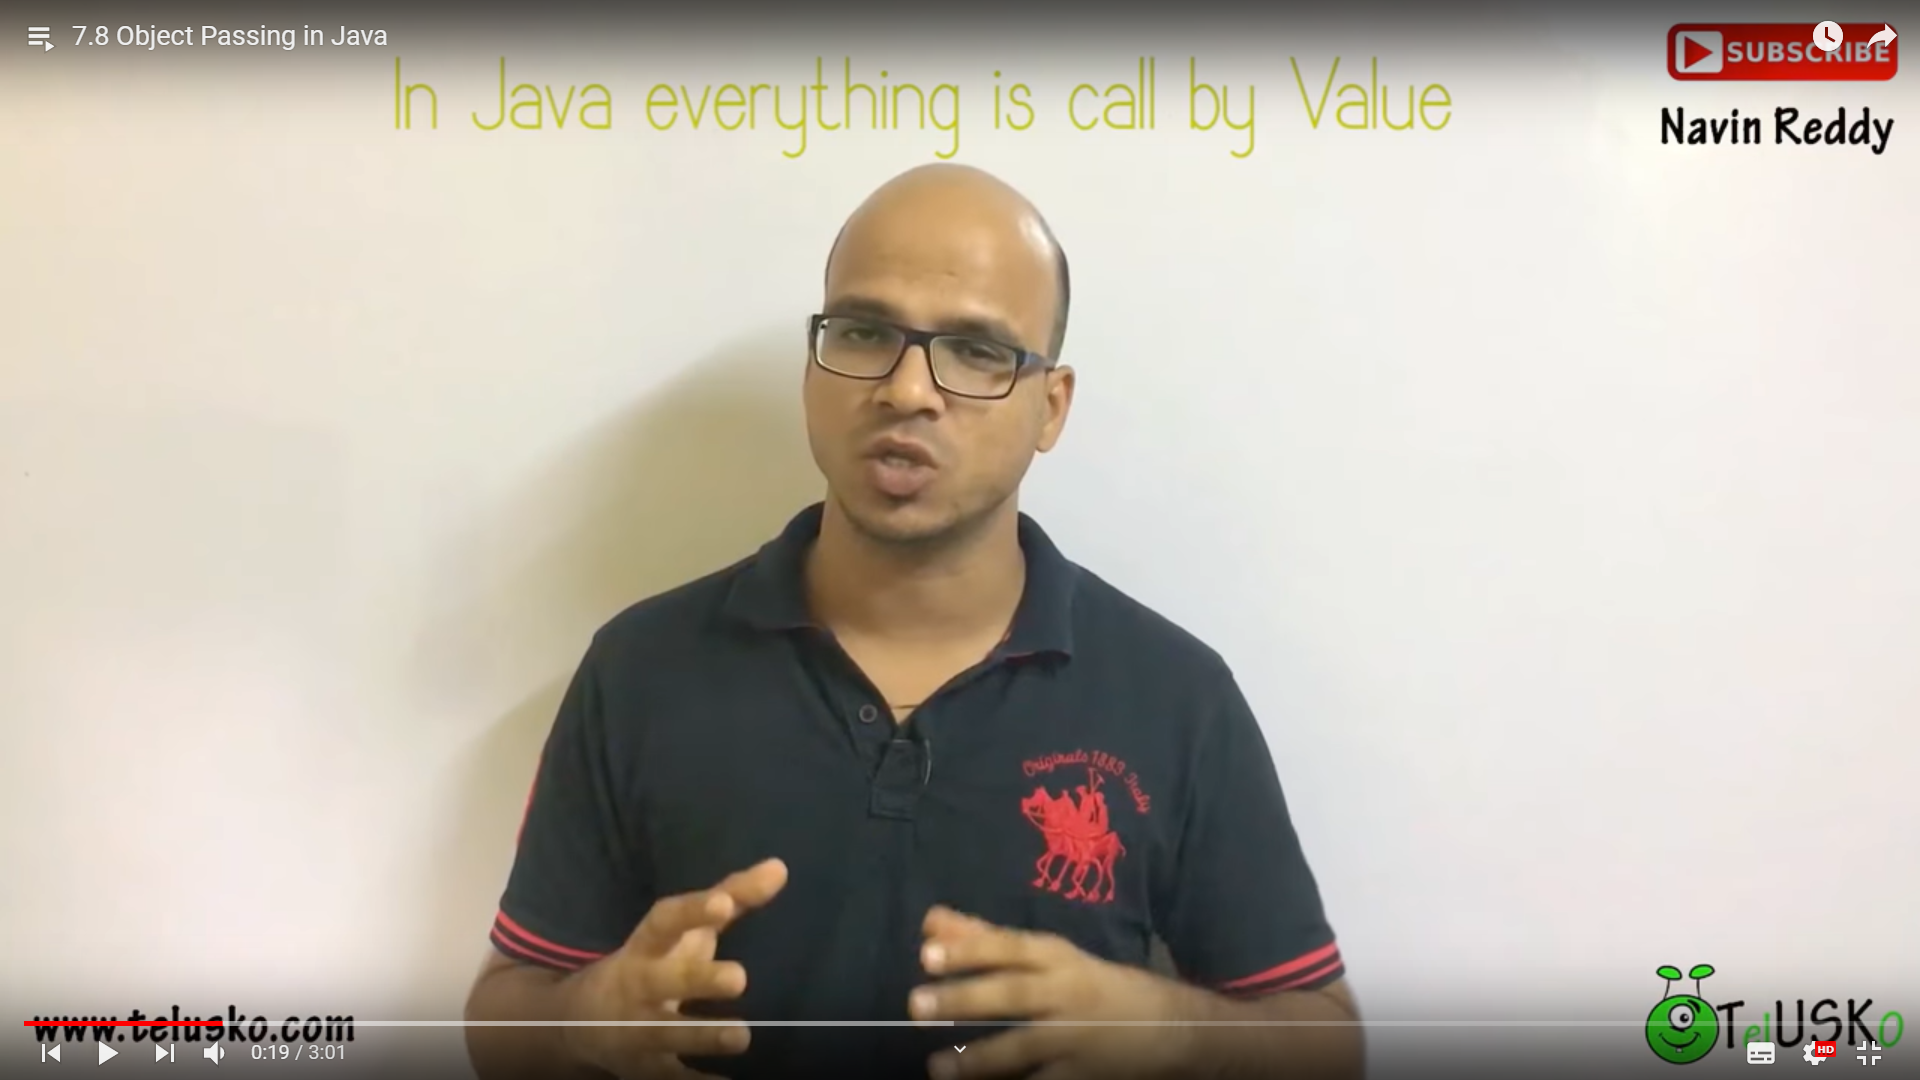 7.8 Object Passing in Java
SUBSCRIBE
In Java everything is call by Value
Navin Reddy
Originals 1883 Italy
www.telusko.com
TelUSKO
0:19 / 3:01
HD